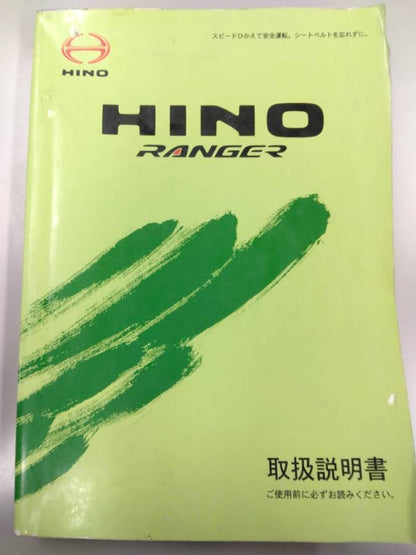 スピードひかえて安全運転。シートベルトを忘れずに。
HINO
HINO
RANGER
取扱説明書
ご使用前に必ずお読みください。